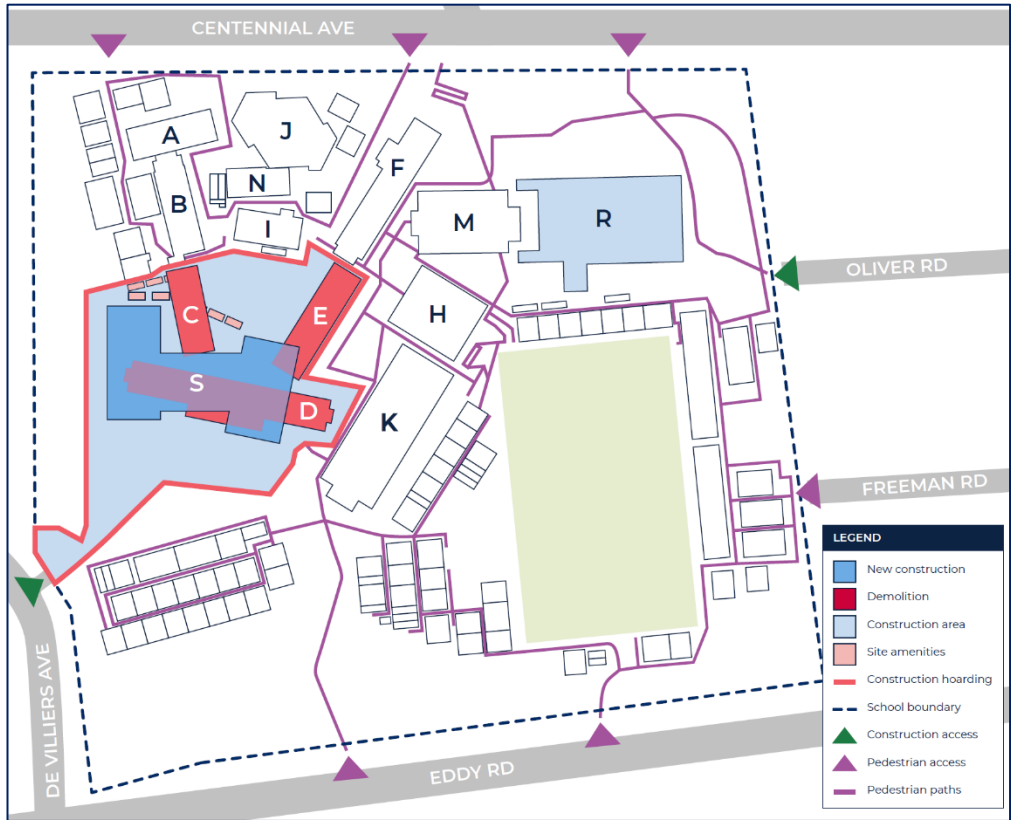 CENTENNIAL AVE
A
J
F
N
B
M
R
I
OLIVER RD
C
E
H
S
D
K
FREEMAN RD
LEGEND
New construction
Demolition
Construction area
Site amenities
Construction hoarding
School boundary
Construction access
Pedestrian access
Pedestrian paths
DE VILLIERS AVE
EDDY RD